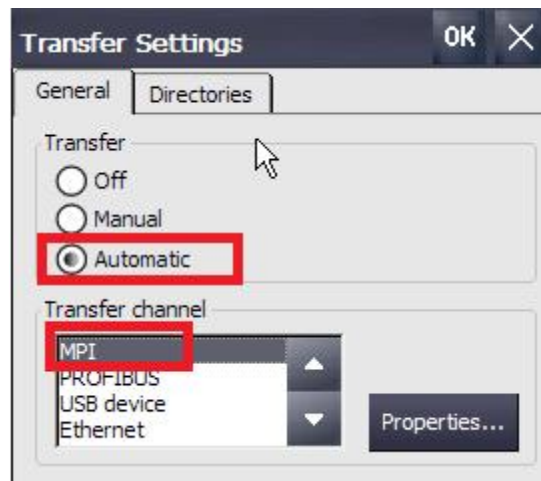 Transfer Settings OK
General Directories
Transfer
Off
Manual
Automatic
Transfer channel
MPI
PROFIBUS
USB device
Ethernet
Properties...